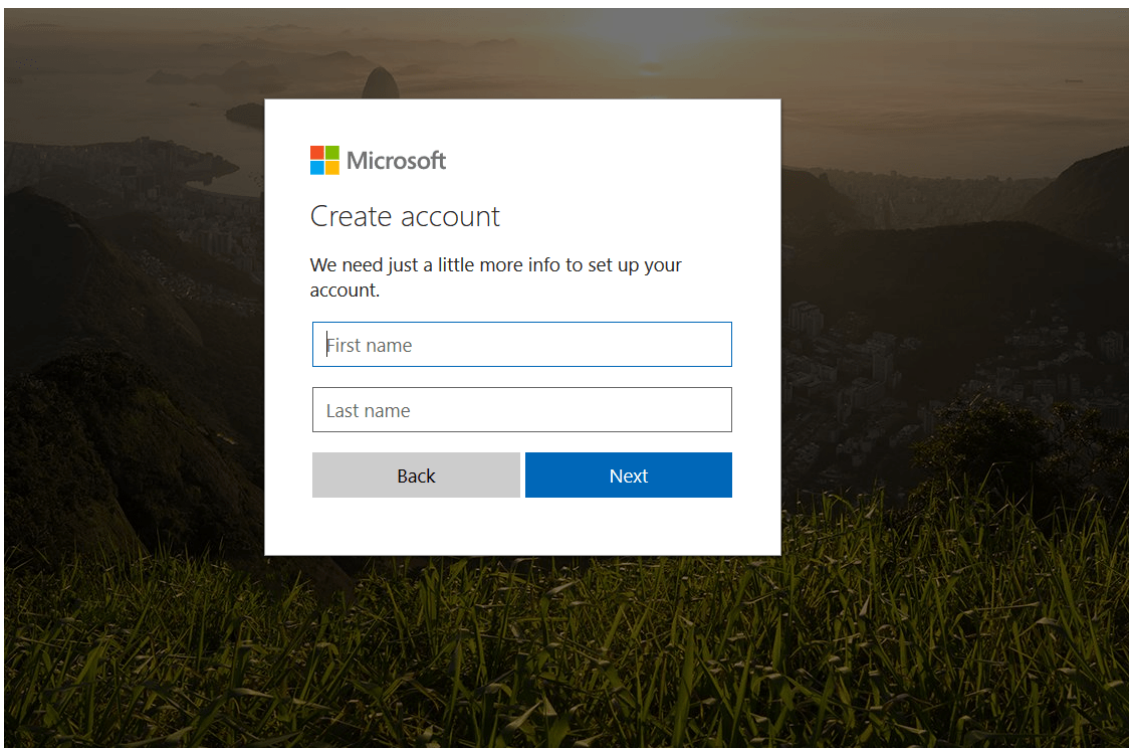 Microsoft
Create account
We need just a little more info to set up your
account.
First name
Last name
Back Next